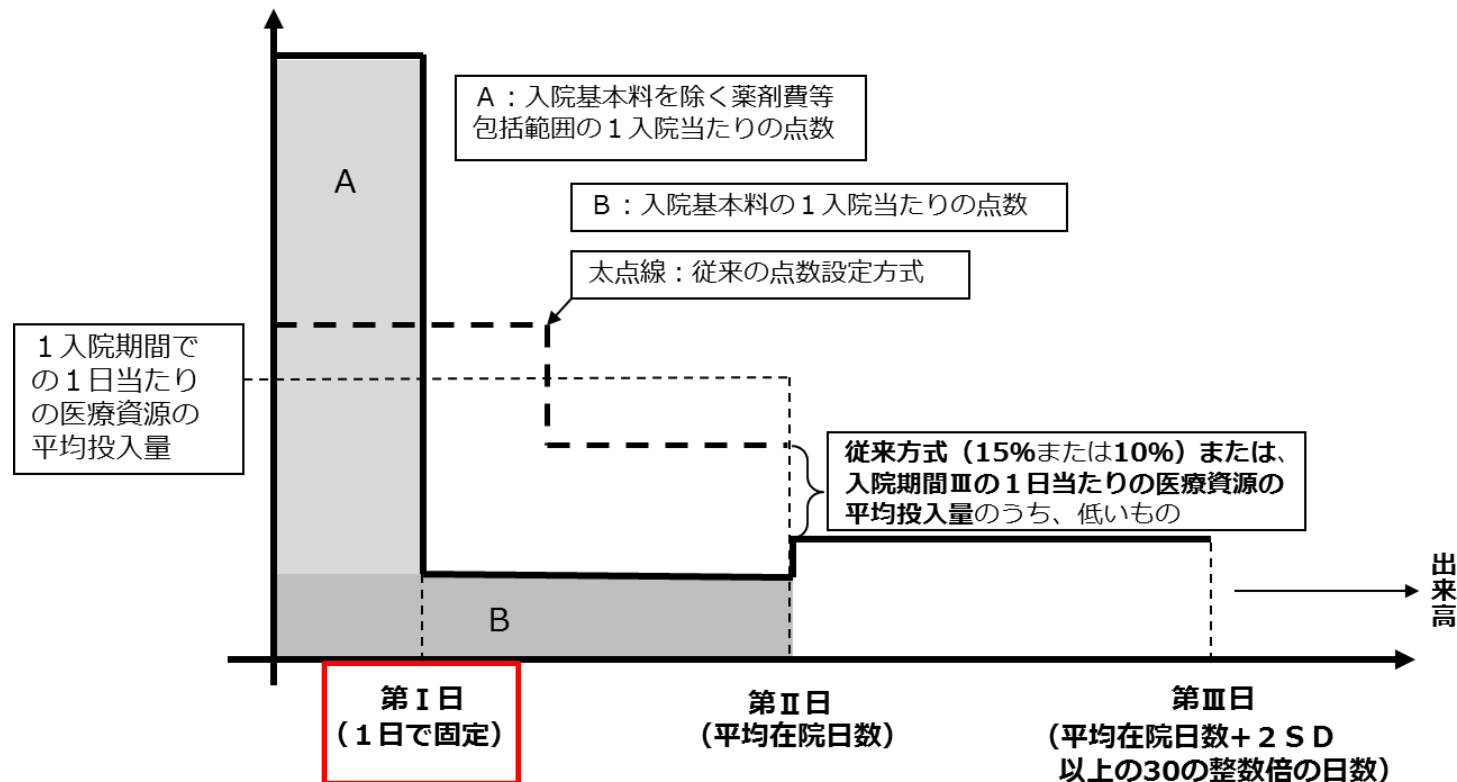 A：入院基本料を除く薬剤費等
包括範囲の１入院当たりの点数
A
B：入院基本料の１入院当たりの点数
太点線：従来の点数設定方式
１入院期間で
の１日当たり
の医療資源の
平均投入量
従来方式（15%または10%）または、
入院期間Ⅲの１日当たりの医療資源の
平均投入量のうち、低いもの
出来高
B
第Ⅰ日
（１日で固定）
第Ⅱ日
（平均在院日数）
第Ⅲ日
（平均在院日数＋２ＳＤ
以上の30の整数倍の日数）